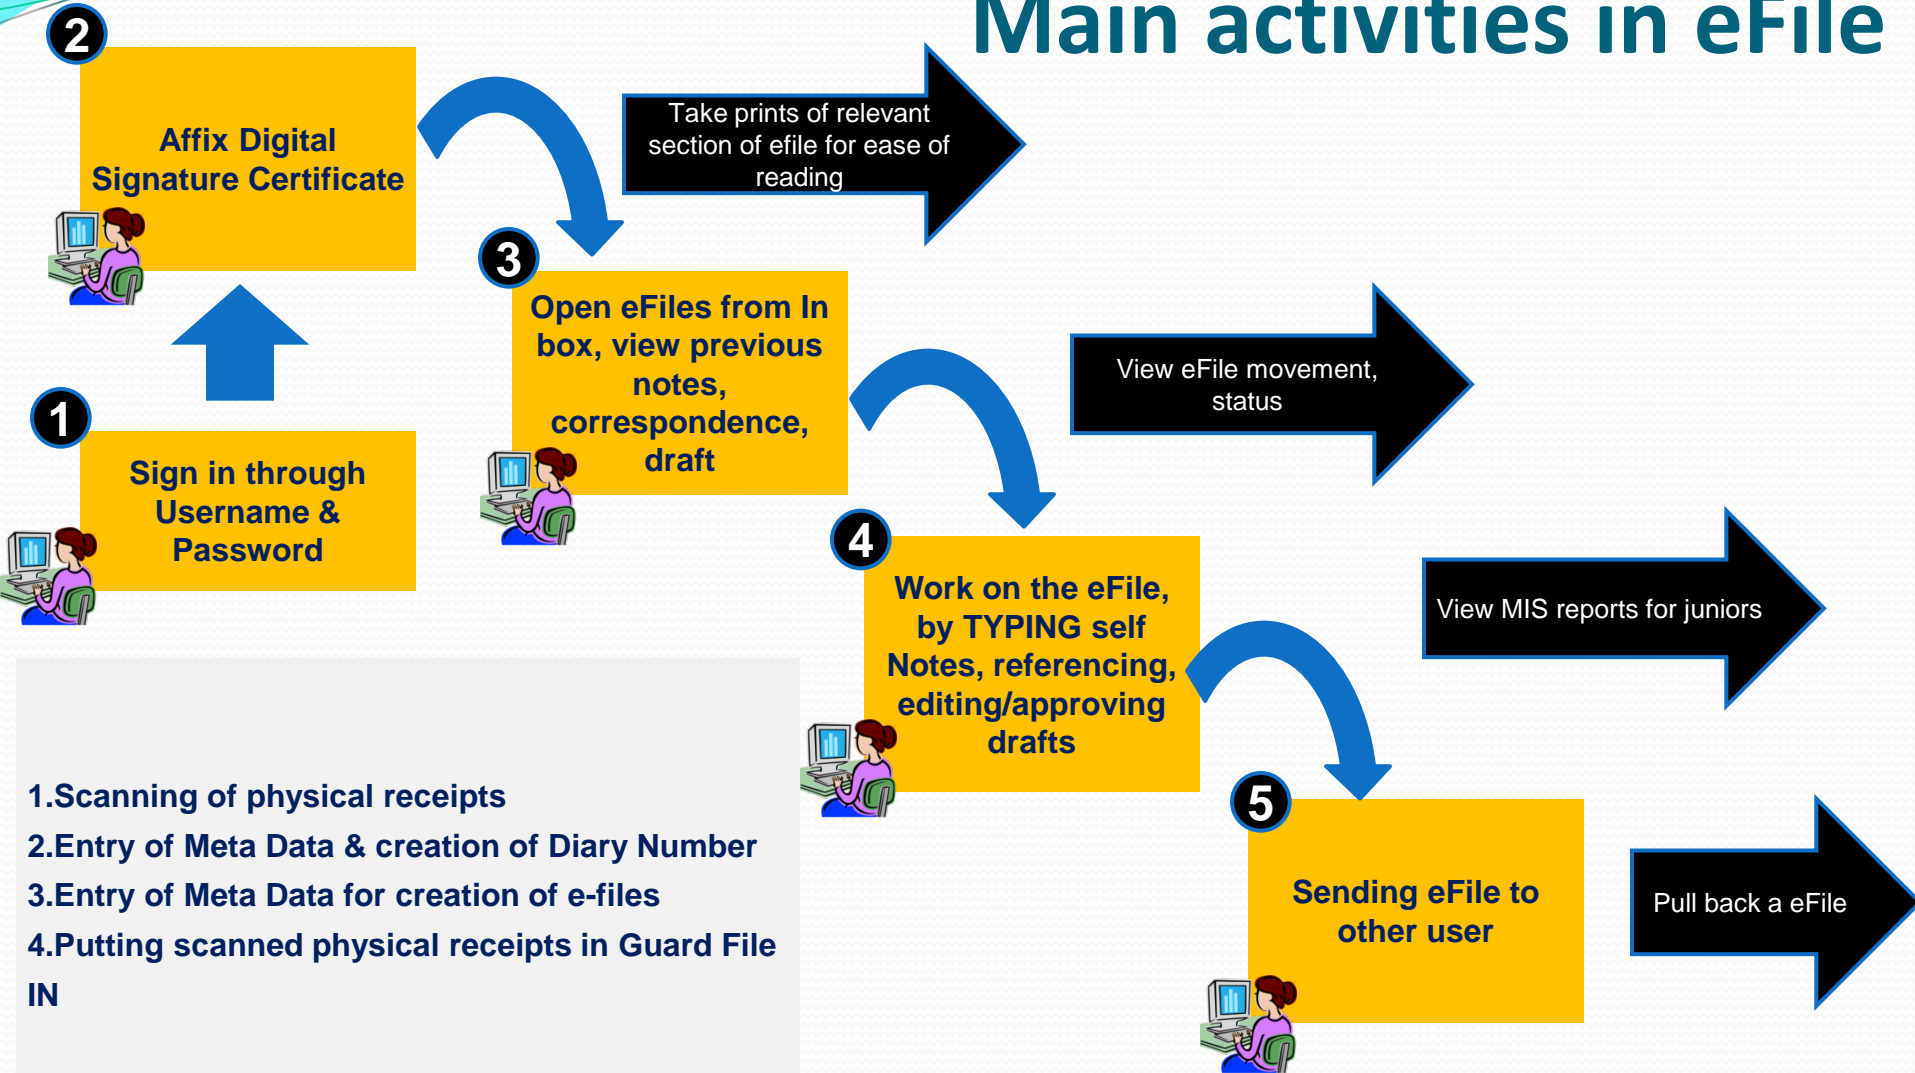 Main activities in eFile
2
Affix Digital
Signature Certificate
Take prints of relevant
section of efile for ease of
reading
3
Open eFiles from In
box, view previous
notes,
correspondence,
draft
View eFile movement,
status
1
Sign in through
Username &
Password
4
Work on the eFile,
by TYPING self
Notes, referencing,
editing/approving
drafts
View MIS reports for juniors
5
Sending eFile to
other user
Pull back a eFile
1.Scanning of physical receipts
2.Entry of Meta Data & creation of Diary Number
3.Entry of Meta Data for creation of e-files
4.Putting scanned physical receipts in Guard File
IN